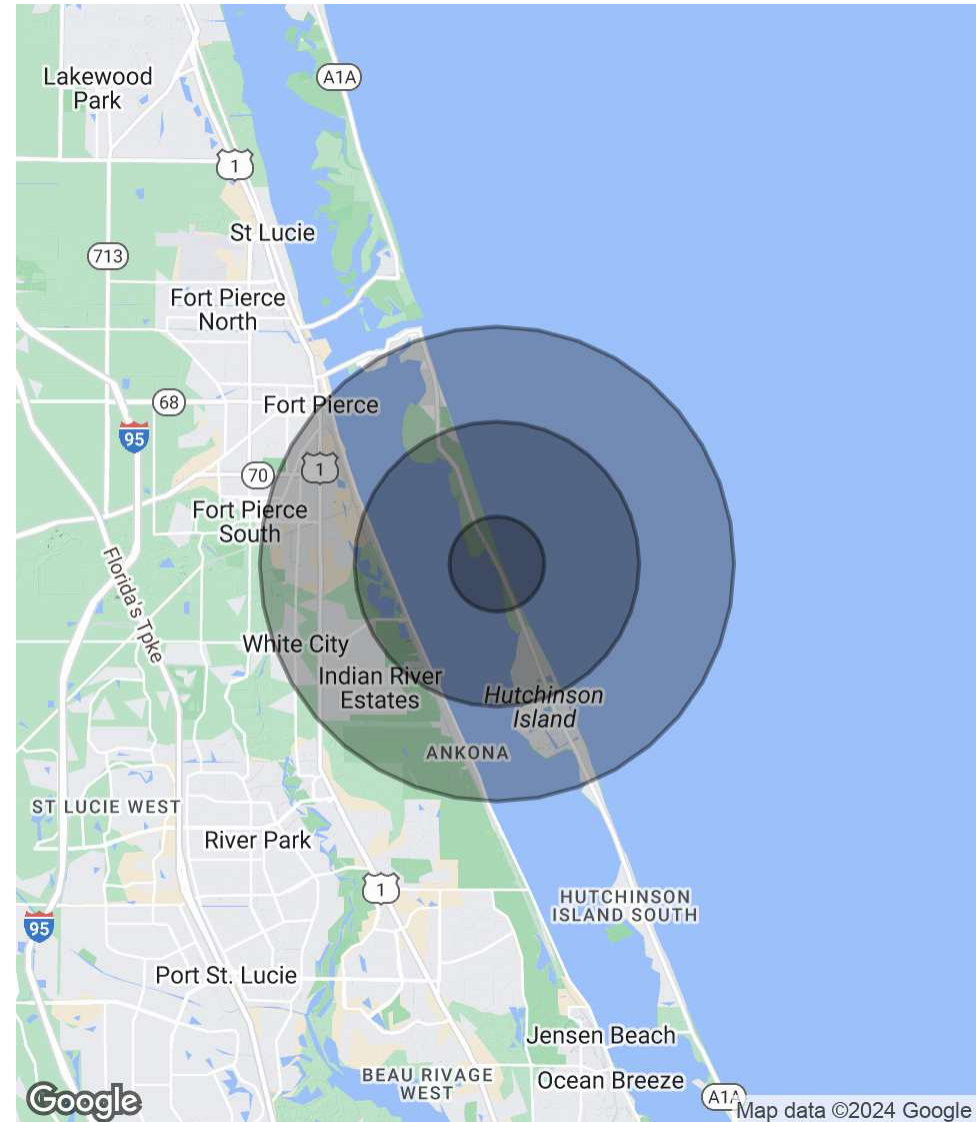 Lakewood
Park
A1A
1
St Lucie
713
Fort Pierce
North
68
Fort Pierce
95
1
70
Fort Pierce
South
Florida's Tpke
White City
Indian River
Estates
Hutchinson
Island
ANKONA
ST LUCIE WEST
River Park
1
HUTCHINSON
ISLAND SOUTH
95
Port St. Lucie
Jensen Beach
BEAU RIVAGE
WEST
Ocean Breeze
A1A
Google
Map data ©2024 Google